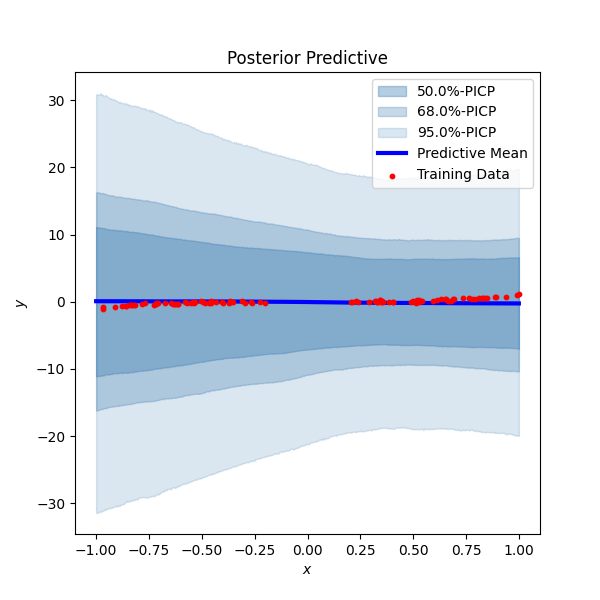 Posterior Predictive
50.0%-PICP
68.0%-PICP
95.0%-PICP
Predictive Mean
Training Data
y
30
20
10
0
−10
−20
−30
−1.00 −0.75 −0.50 −0.25 0.00 0.25 0.50 0.75 1.00
x